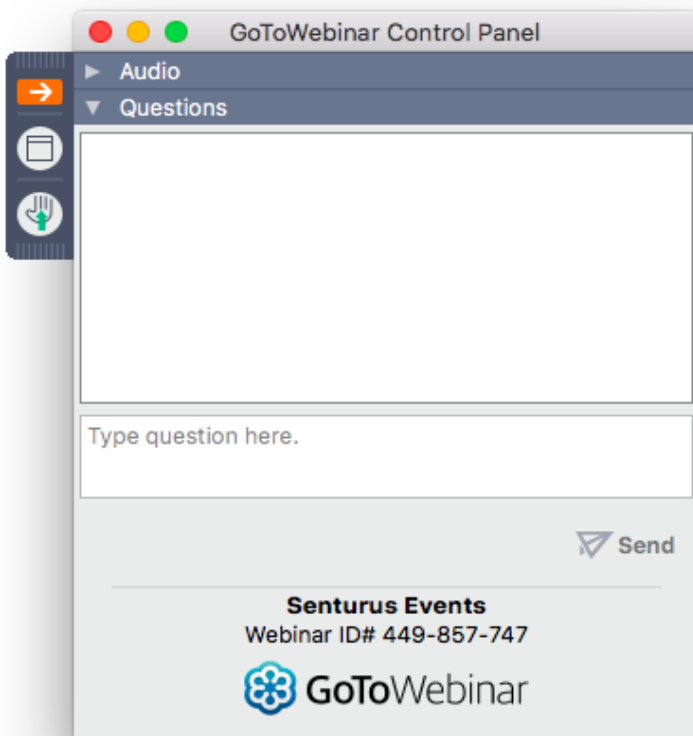 GoToWebinar Control Panel
Audio
Questions
Type question here.
Send
Senturus Events
Webinar ID# 449-857-747
GoToWebinar